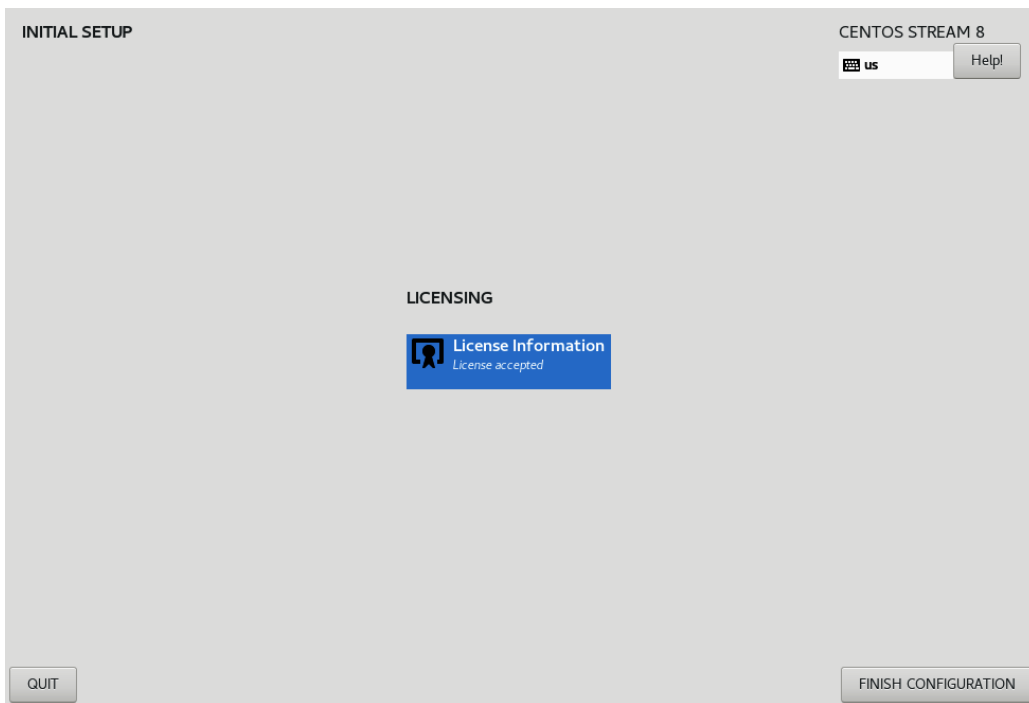 INITIAL SETUP
CENTOS STREAM 8
us
Help!
LICENSING
License Information
License accepted
QUIT
FINISH CONFIGURATION